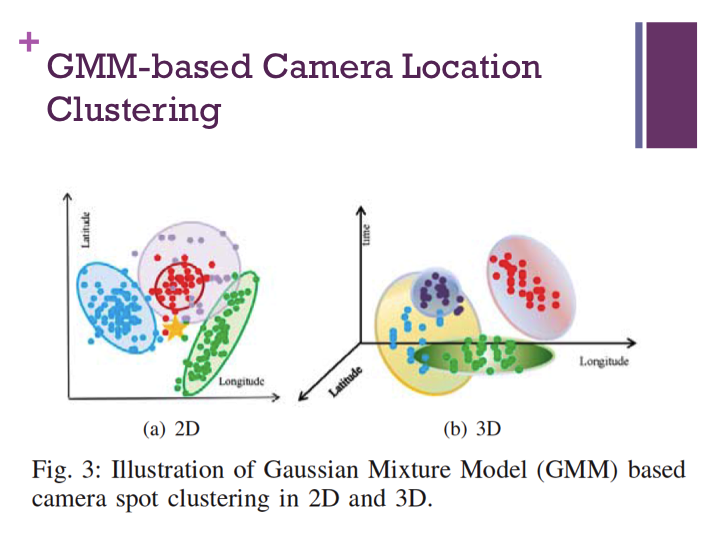 +
GMM-based Camera Location
Clustering
Latitude
Longitude
(a) 2D
time
Longitude
Latitude
(b) 3D
Fig. 3: Illustration of Gaussian Mixture Model (GMM) based
camera spot clustering in 2D and 3D.